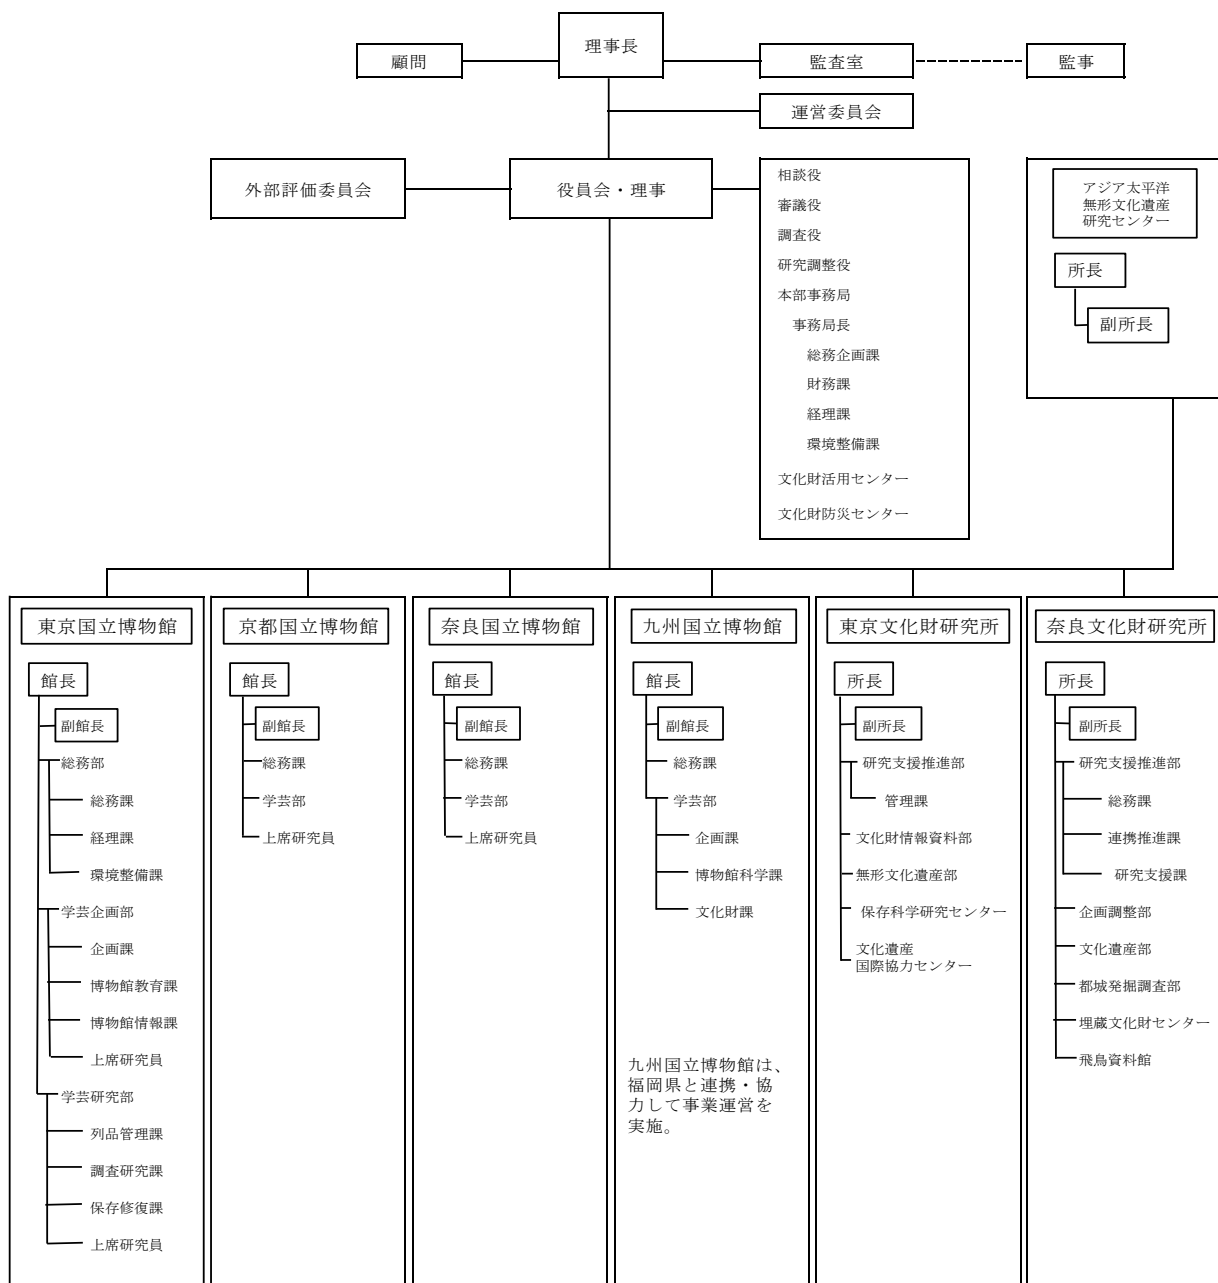 理事長
顧問
監査室
監事
運営委員会
外部評価委員会
役員会・理事
相談役
審議役
調査役
研究調整役
本部事務局
事務局長
総務企画課
財務課
経理課
環境整備課
文化財活用センター
文化財防災センター
アジア太平洋
無形文化遺産
研究センター
所長
副所長
東京国立博物館
館長
副館長
総務部
総務課
経理課
環境整備課
学芸企画部
企画課
博物館教育課
博物館情報課
上席研究員
学芸研究部
列品管理課
調査研究課
保存修復課
上席研究員
京都国立博物館
館長
副館長
総務課
学芸部
上席研究員
奈良国立博物館
館長
副館長
総務課
学芸部
上席研究員
九州国立博物館
館長
副館長
総務課
学芸部
企画課
博物館科学課
文化財課
九州国立博物館は、
福岡県と連携・協
力して事業運営を
実施。
東京文化財研究所
所長
副所長
研究支援推進部
管理課
文化財情報資料部
無形文化遺産部
保存科学研究センター
文化遺産
国際協力センター
奈良文化財研究所
所長
副所長
研究支援推進部
総務課
連携推進課
研究支援課
企画調整部
文化遺産部
都城発掘調査部
埋蔵文化財センター
飛鳥資料館